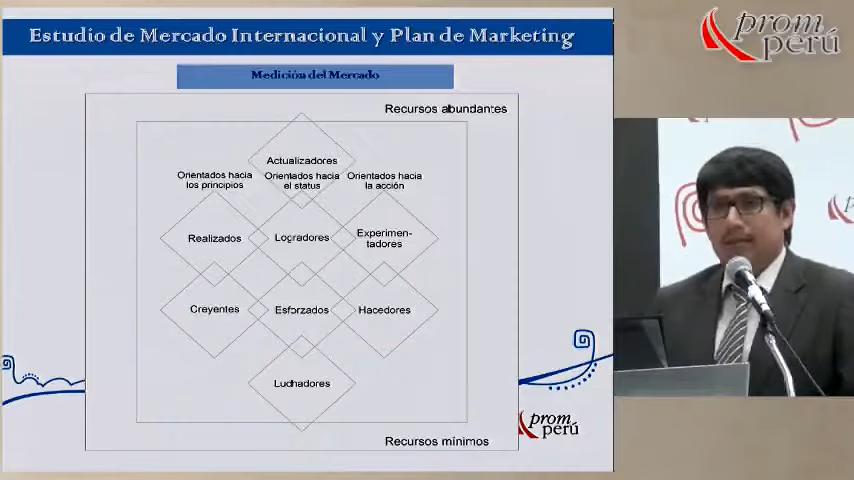 Estudio de Mercado Internacional y Plan de Marketing
Medición del Mercado
Recursos abundantes
Actualizadores
Orientados hacia
los principios
Orientados hacia
el status
Orientados hacia
la acción
Realizados
Logradores
Experimen-
tadores
Creyentes
Esforzados
Hacedores
Luchadores
Recursos mínimos
prom
perú
prom
perú